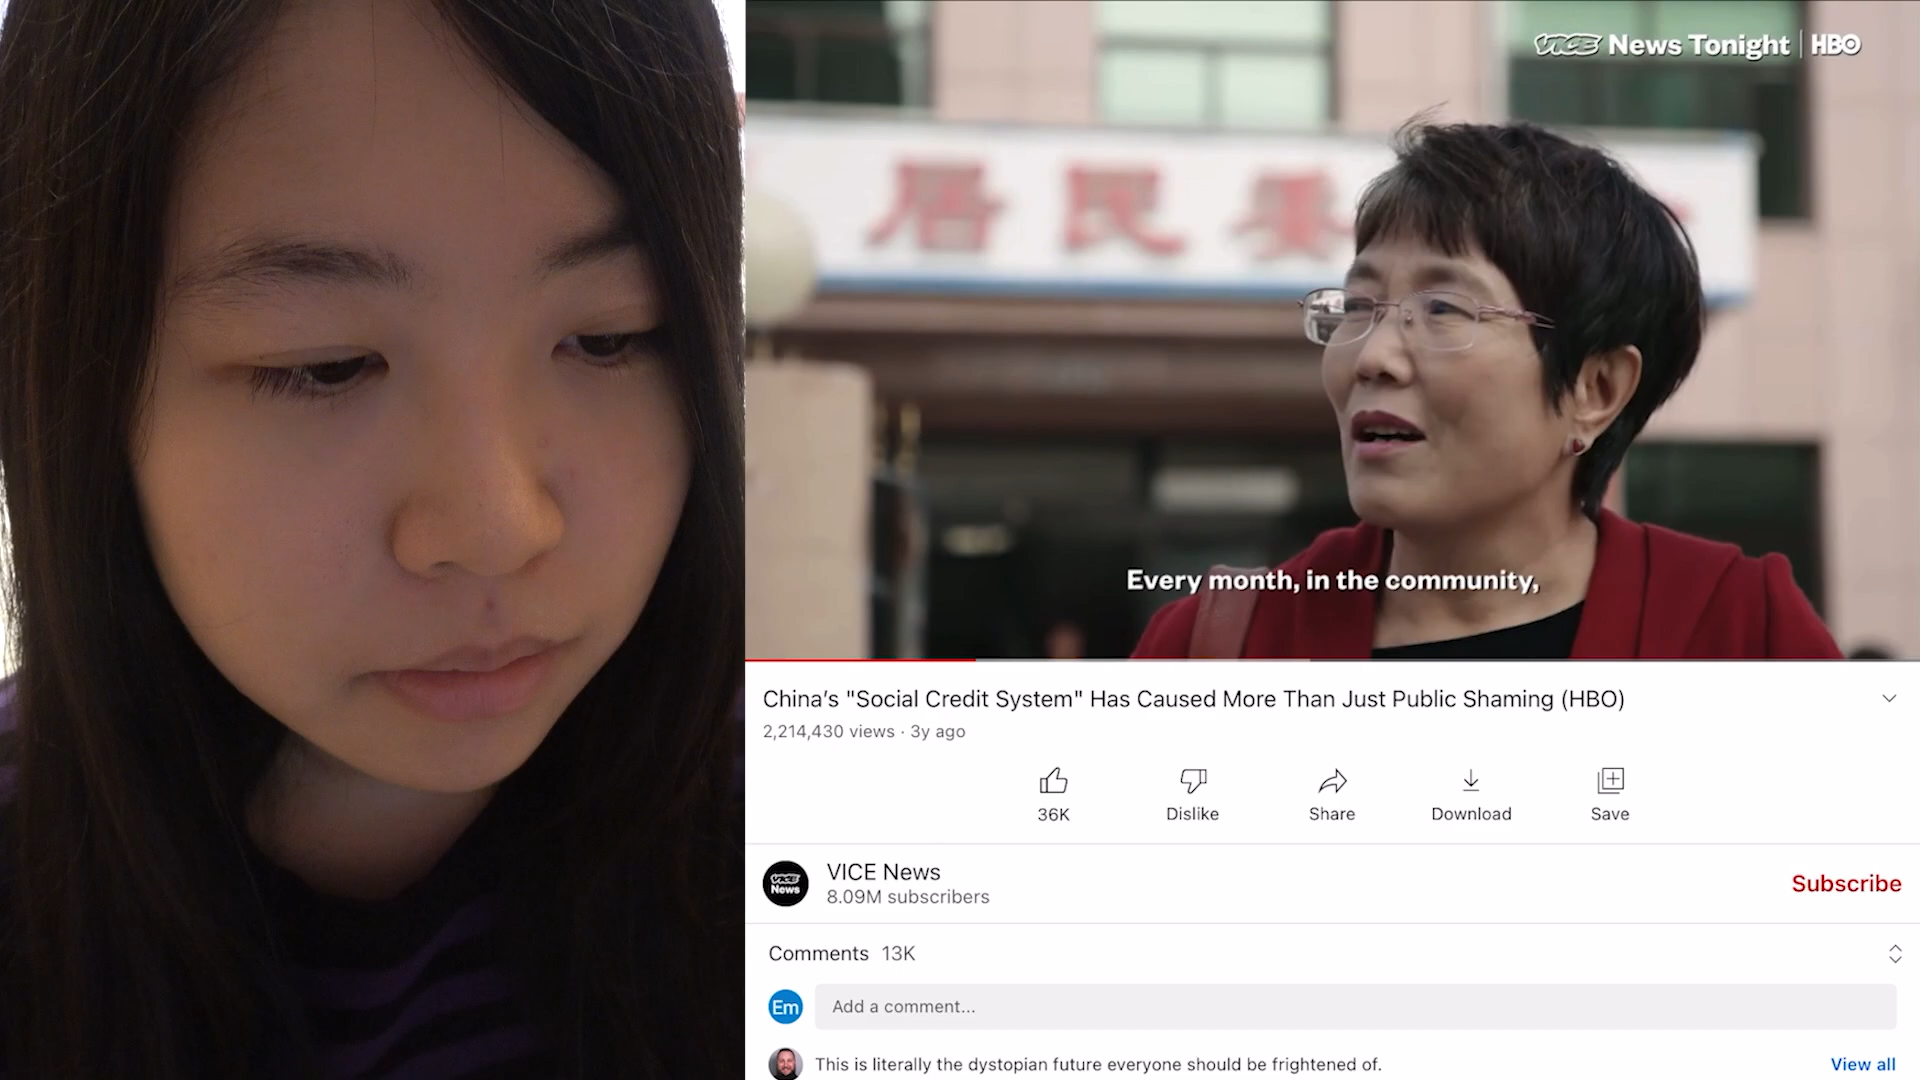 VICE News Tonight | HBO
居民委
Every month, in the community,
China's "Social Credit System" Has Caused More Than Just Public Shaming (HBO)
2,214,430 views · 3y ago
36K
Dislike
Share
Download
Save
VICE News
VICE
News
8.09M subscribers
Subscribe
Comments 13K
Em
Add a comment...
This is literally the dystopian future everyone should be frightened of.
View all